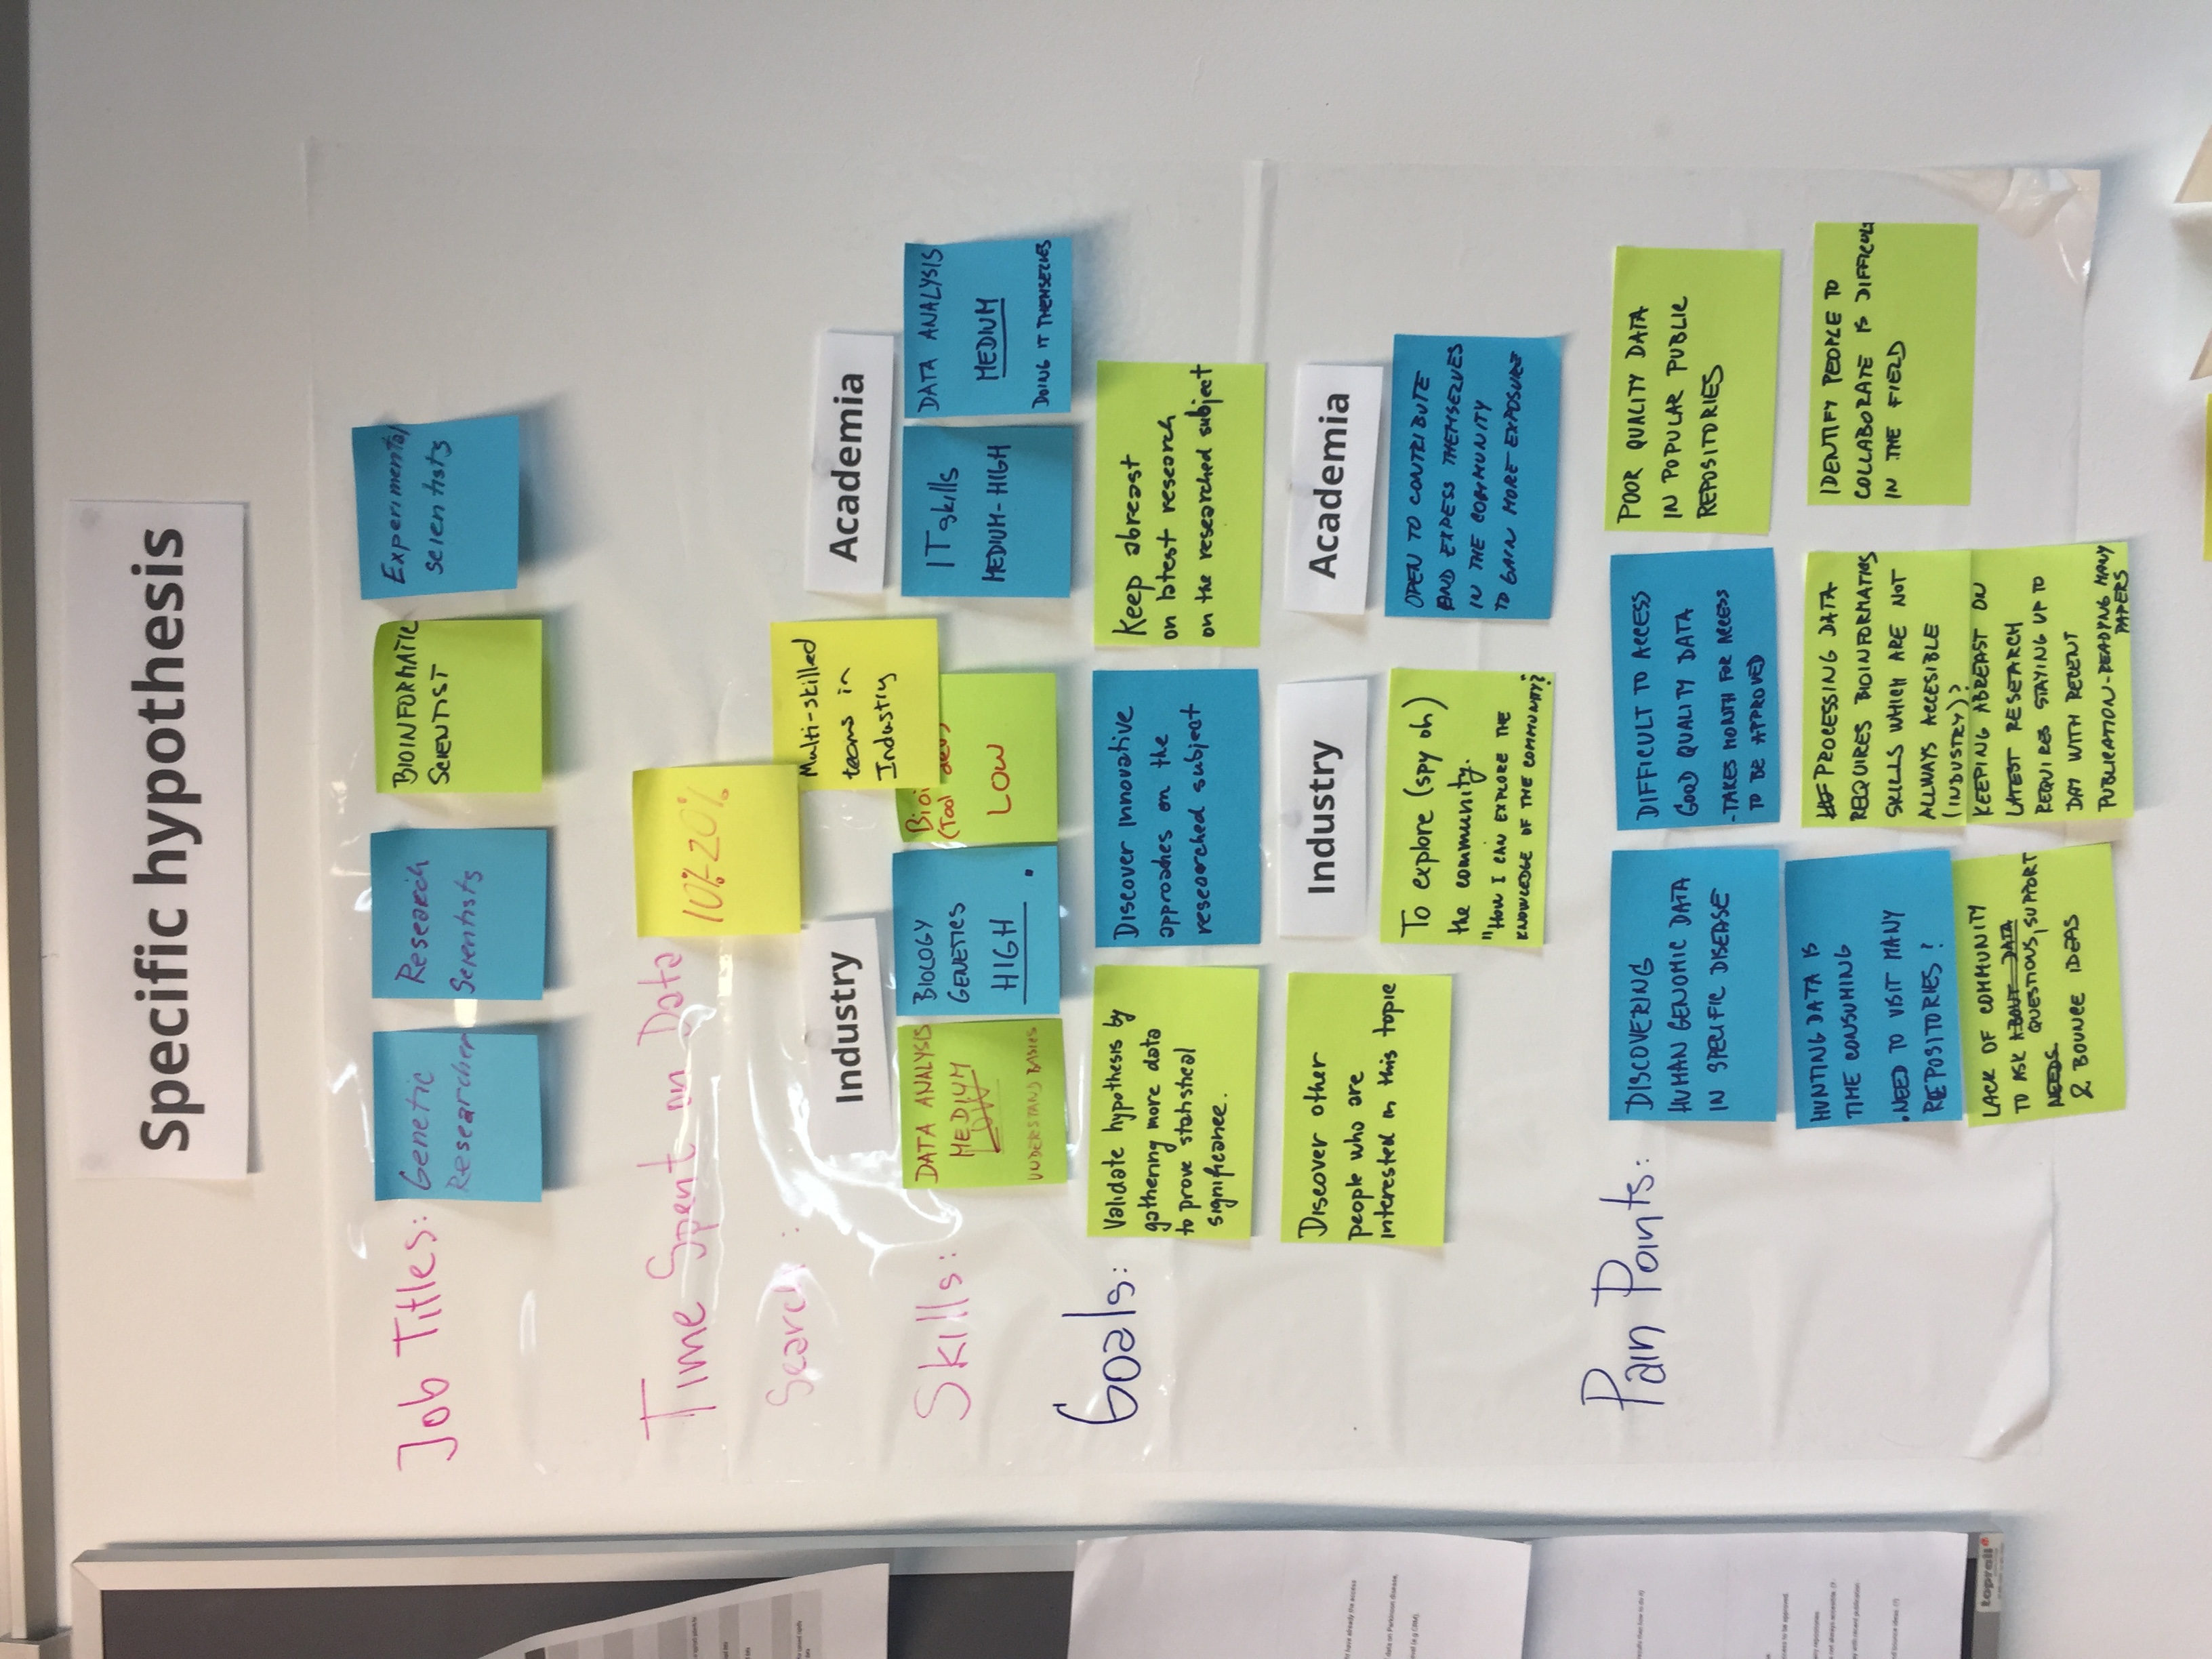 Specific hypothesis
Job Titles:
Genetic
Researcher
Research
Scientists
BIOINFORMATIC
SCIENTIST
Experimental
scientists
Time Spent on Data
Search :
10%-20%
Multi-skilled
teams in
Industry
Industry
Academia
Skills:
DATA ANALYSIS
MEDIUM
LOW
UNDERSTAND BASICS
BIOLOGY
GENETICS
HIGH
(Tool dev)
LOW
IT skills
MEDIUM-HIGH
DATA ANALYSIS
MEDIUM
DOING IT THEMSELVES
Goals:
Validate hypothesis by
gathering more data
to prove statistical
significance.
Discover innovative
approaches on the
researched subject
Keep abreast
on latest research
on the researched subject
Discover other
people who are
interested in this topic
Industry
Academia
To explore (spy on)
the community.
"HOW I CAN EXPLORE THE
KNOWLEDGE OF THE COMMUNITY?"
OPEN TO CONTRIBUTE
AND EXPESS THEMSELVES
IN THE COMMUNITY
TO GAIN MORE EXPOSURE
Pain Points:
DISCOVERING
HUMAN GENOMIC DATA
IN SPECIFIC DISEASE
DIFFICULT TO ACCESS
GOOD QUALITY DATA
-TAKES MONTH FOR ACCESS
TO BE APPROVED
POOR QUALITY DATA
IN POPULAR PUBLIC
REPOSITORIES
HUNTING DATA IS
TIME CONSUMING
.NEED TO VISIT MANY
REPOSITORIES?
PROCESSING DATA
REQUIRES BIOINFORMATICS
SKILLS WHICH ARE NOT
ALLWAYS ACCESIBLE
(INDUSTRY)?
IDENTIFY PEOPLE TO
COLLABORATE IS DIFFICULT
IN THE FIELD
LACK OF COMMUNITY
TO ASK ABOUT DATA
QUESTIONS, SUPPORT
NEEDS
& BOUNCE IDEAS
KEEPING ABREAST ON
LATEST RESEARCH
REQUIRES STAYING UP TO
DAY WITH RECENT
PUBLICATION-READYNG MANY
PAPERS
toprail